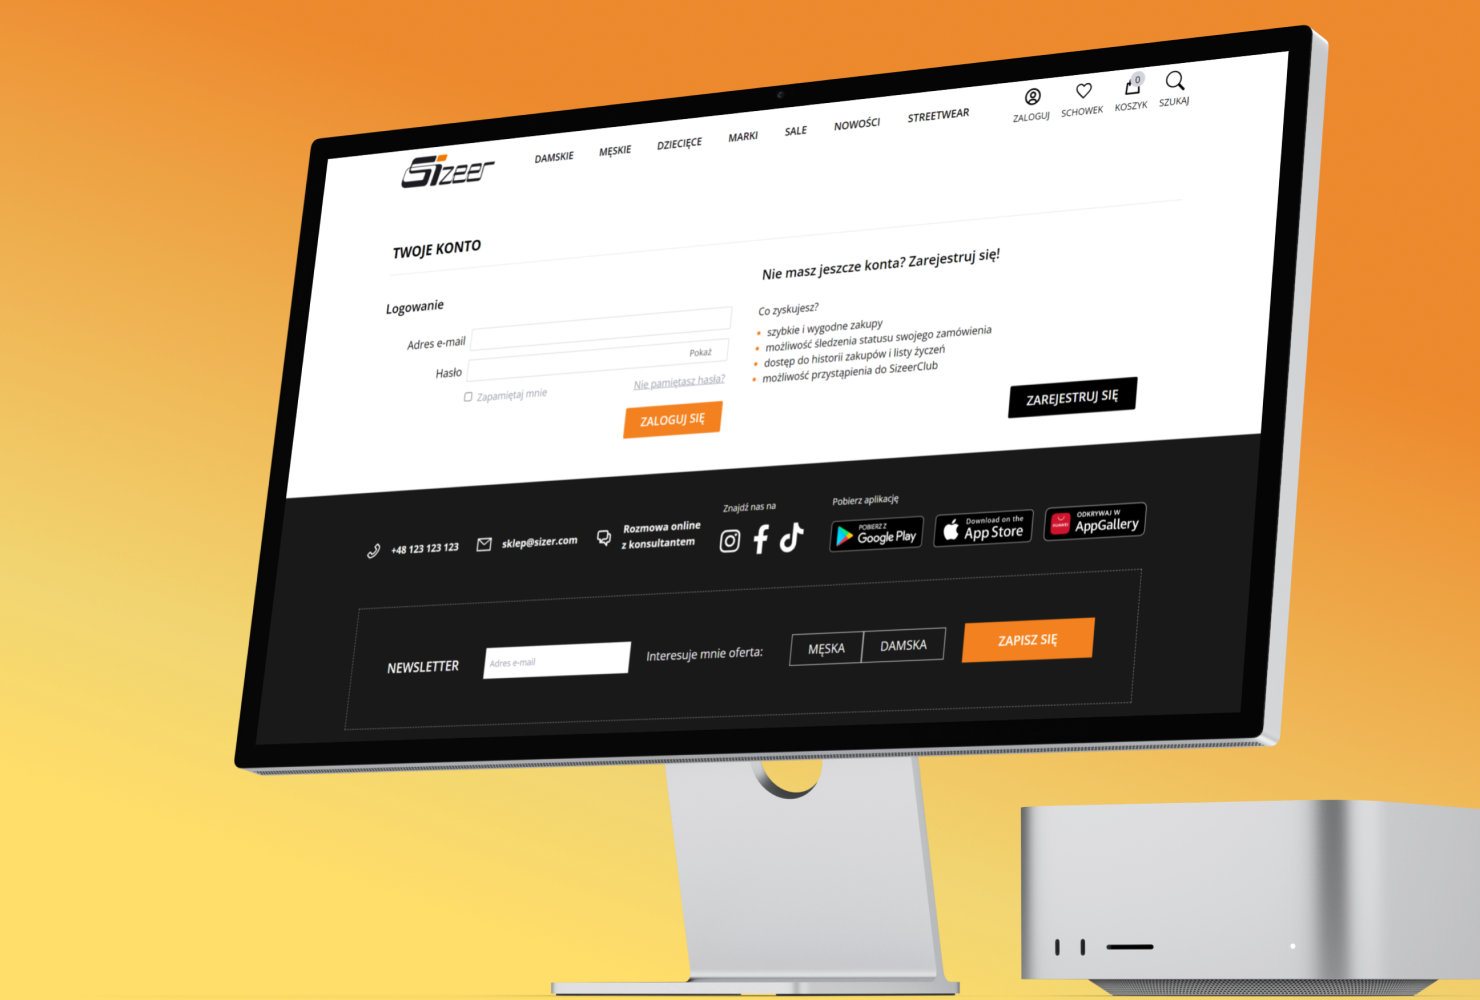 Sizeer
DAMSKIE
MĘSKIE
DZIECIĘCE
MARKI
SALE
NOWOŚCI
STREETWEAR
ZALOGUJ
SCHOWEK
0
KOSZYK
SZUKAJ
TWOJE KONTO
Logowanie
Adres e-mail
Hasło
Pokaż
Zapamiętaj mnie
Nie pamiętasz hasła?
ZALOGUJ SIĘ
Nie masz jeszcze konta? Zarejestruj się!
Co zyskujesz?
szybkie i wygodne zakupy
możliwość śledzenia statusu swojego zamówienia
dostęp do historii zakupów i listy życzeń
możliwość przystąpienia do SizeerClub
ZAREJESTRUJ SIĘ
+48 123 123 123
sklep@sizer.com
Rozmowa online
z konsultantem
Znajdź nas na
Pobierz aplikację
POBIERZ Z
Google Play
Download on the
App Store
HUAWEI
ODKRYWAJ W
AppGallery
NEWSLETTER
Adres e-mail
Interesuje mnie oferta:
MĘSKA
DAMSKA
ZAPISZ SIĘ